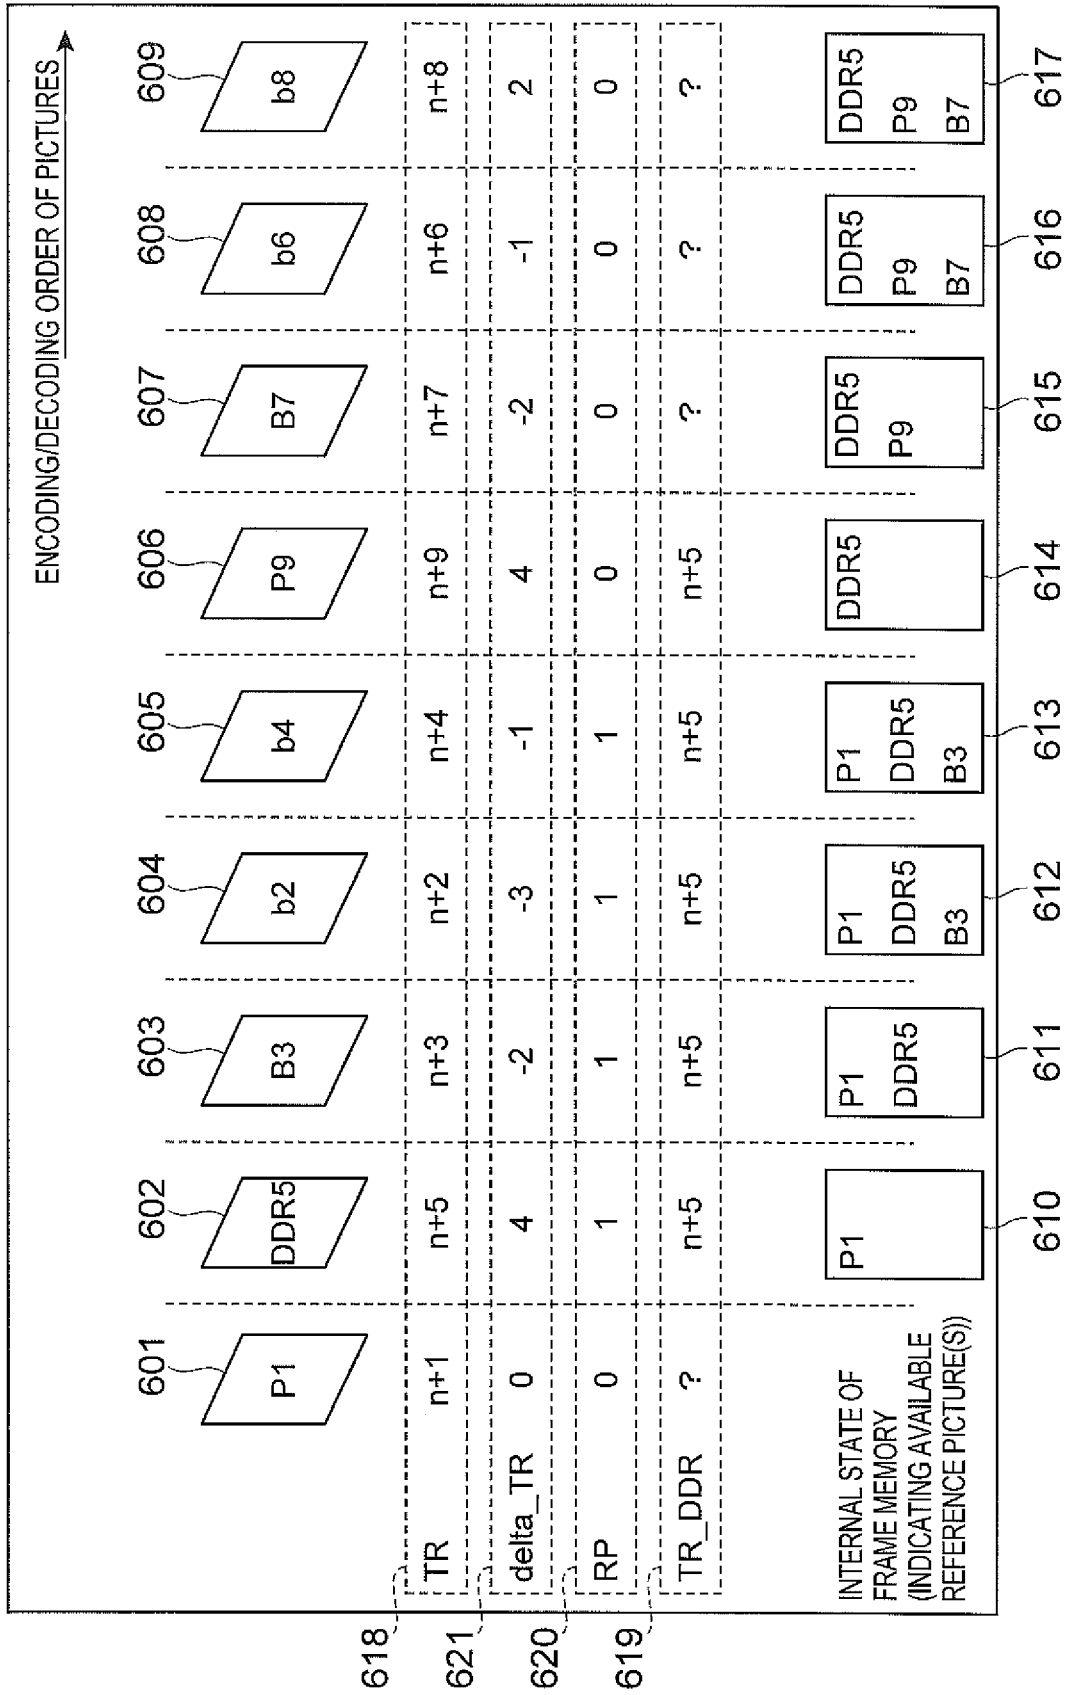 ENCODING/DECODING ORDER OF PICTURES
601 602 603 604 605 606 607 608 609
P1 DDR5 B3 b2 b4 P9 B7 b6 b8
618 TR n+1 n+5 n+3 n+2 n+4 n+9 n+7 n+6 n+8
621 delta_TR 0 4 -2 -3 -1 4 -2 -1 2
620 RP 0 1 1 1 1 0 0 0 0
619 TR_DDR ? n+5 n+5 n+5 n+5 n+5 ? ? ?
INTERNAL STATE OF
FRAME MEMORY
(INDICATING AVAILABLE
REFERENCE PICTURE(S))
P1
610
P1
DDR5
611
P1
DDR5
B3
612
P1
DDR5
B3
613
DDR5
614
DDR5
P9
615
DDR5
P9
B7
616
DDR5
P9
B7
617